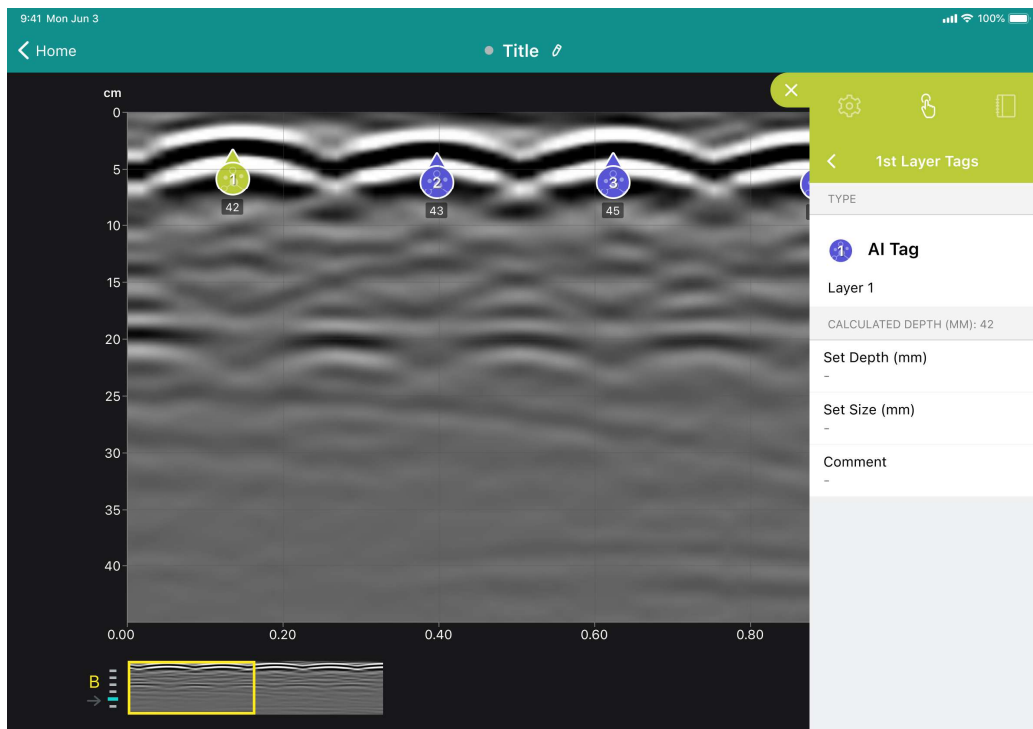 9:41 Mon Jun 3
100%
Home
Title
cm
0
5
10
15
20
25
30
35
40
1
42
2
43
3
45
0.00
0.20
0.40
0.60
0.80
B
1st Layer Tags
TYPE
1
AI Tag
Layer 1
CALCULATED DEPTH (MM): 42
Set Depth (mm)
-
Set Size (mm)
-
Comment
-